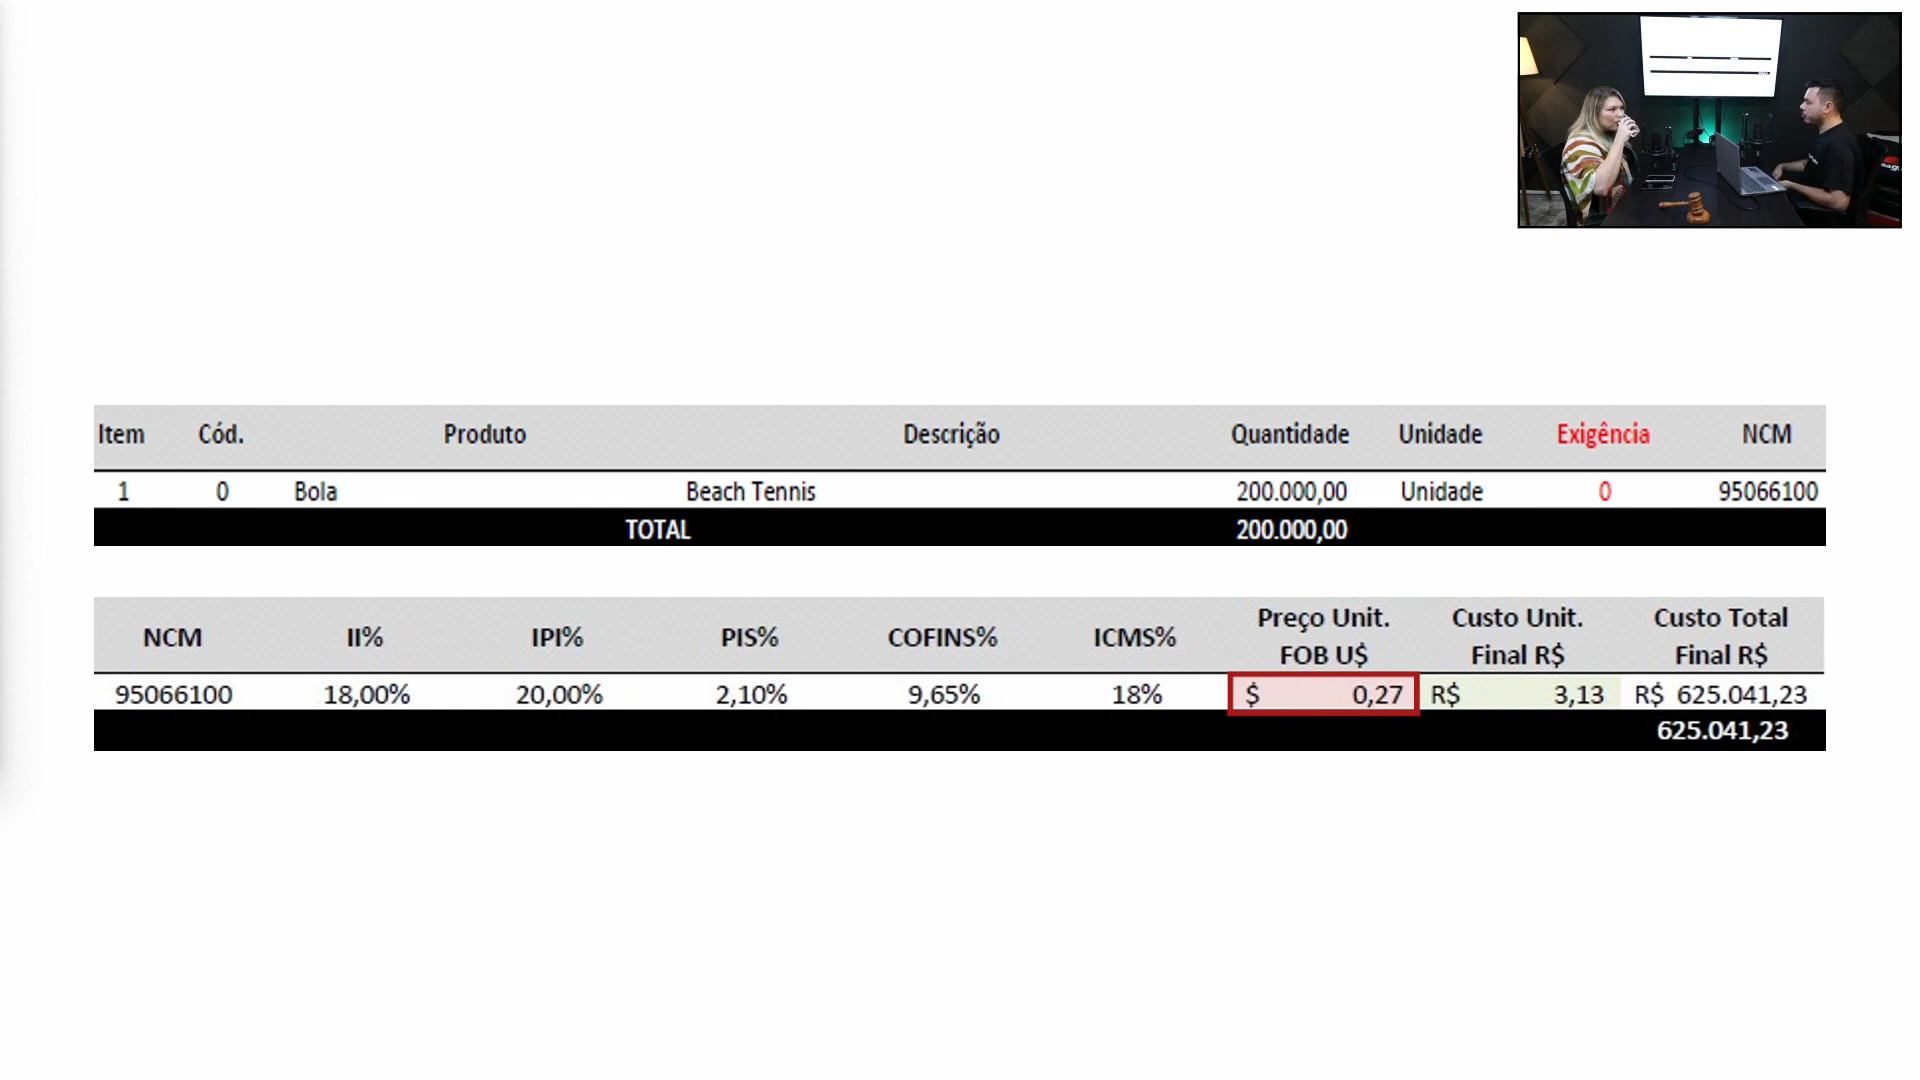 Item Cód. Produto Descrição Quantidade Unidade Exigência NCM
1 0 Bola Beach Tennis 200.000,00 Unidade 0 95066100
TOTAL 200.000,00
NCM II% IPI% PIS% COFINS% ICMS% Preço Unit. FOB U$ Custo Unit. Final R$ Custo Total Final R$
95066100 18,00% 20,00% 2,10% 9,65% 18% $ 0,27 R$ 3,13 R$ 625.041,23
625.041,23